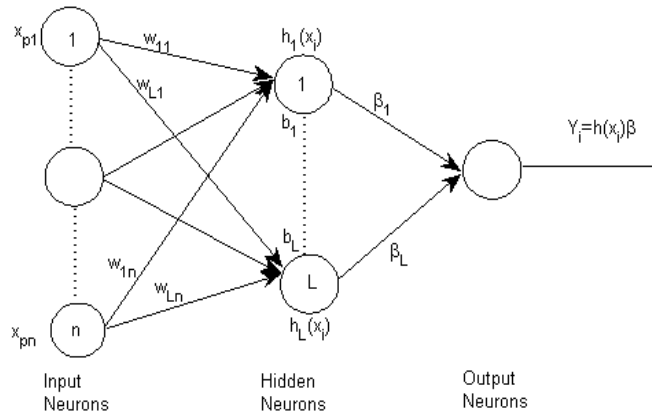 x_p1
1
w_11
h_1(x_i)
w_L1
1
β_1
b_1
Y_i=h(x_i)β
b_L
w_1n
w_Ln
L
β_L
x_pn
n
h_L(x_i)
Input
Neurons
Hidden
Neurons
Output
Neurons